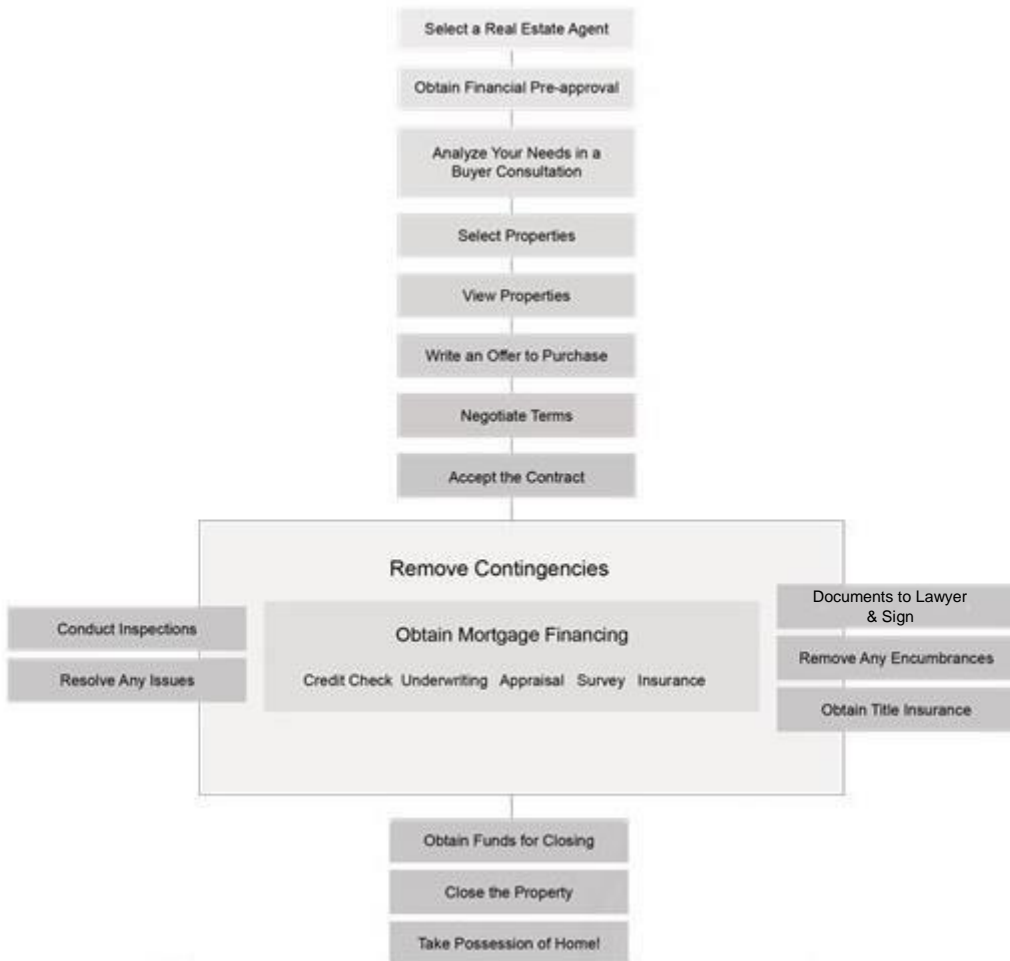 Select a Real Estate Agent
Obtain Financial Pre-approval
Analyze Your Needs in a
Buyer Consultation
Select Properties
View Properties
Write an Offer to Purchase
Negotiate Terms
Accept the Contract
Remove Contingencies
Conduct Inspections
Resolve Any Issues
Obtain Mortgage Financing
Credit Check Underwriting Appraisal Survey Insurance
Documents to Lawyer
& Sign
Remove Any Encumbrances
Obtain Title Insurance
Obtain Funds for Closing
Close the Property
Take Possession of Home!